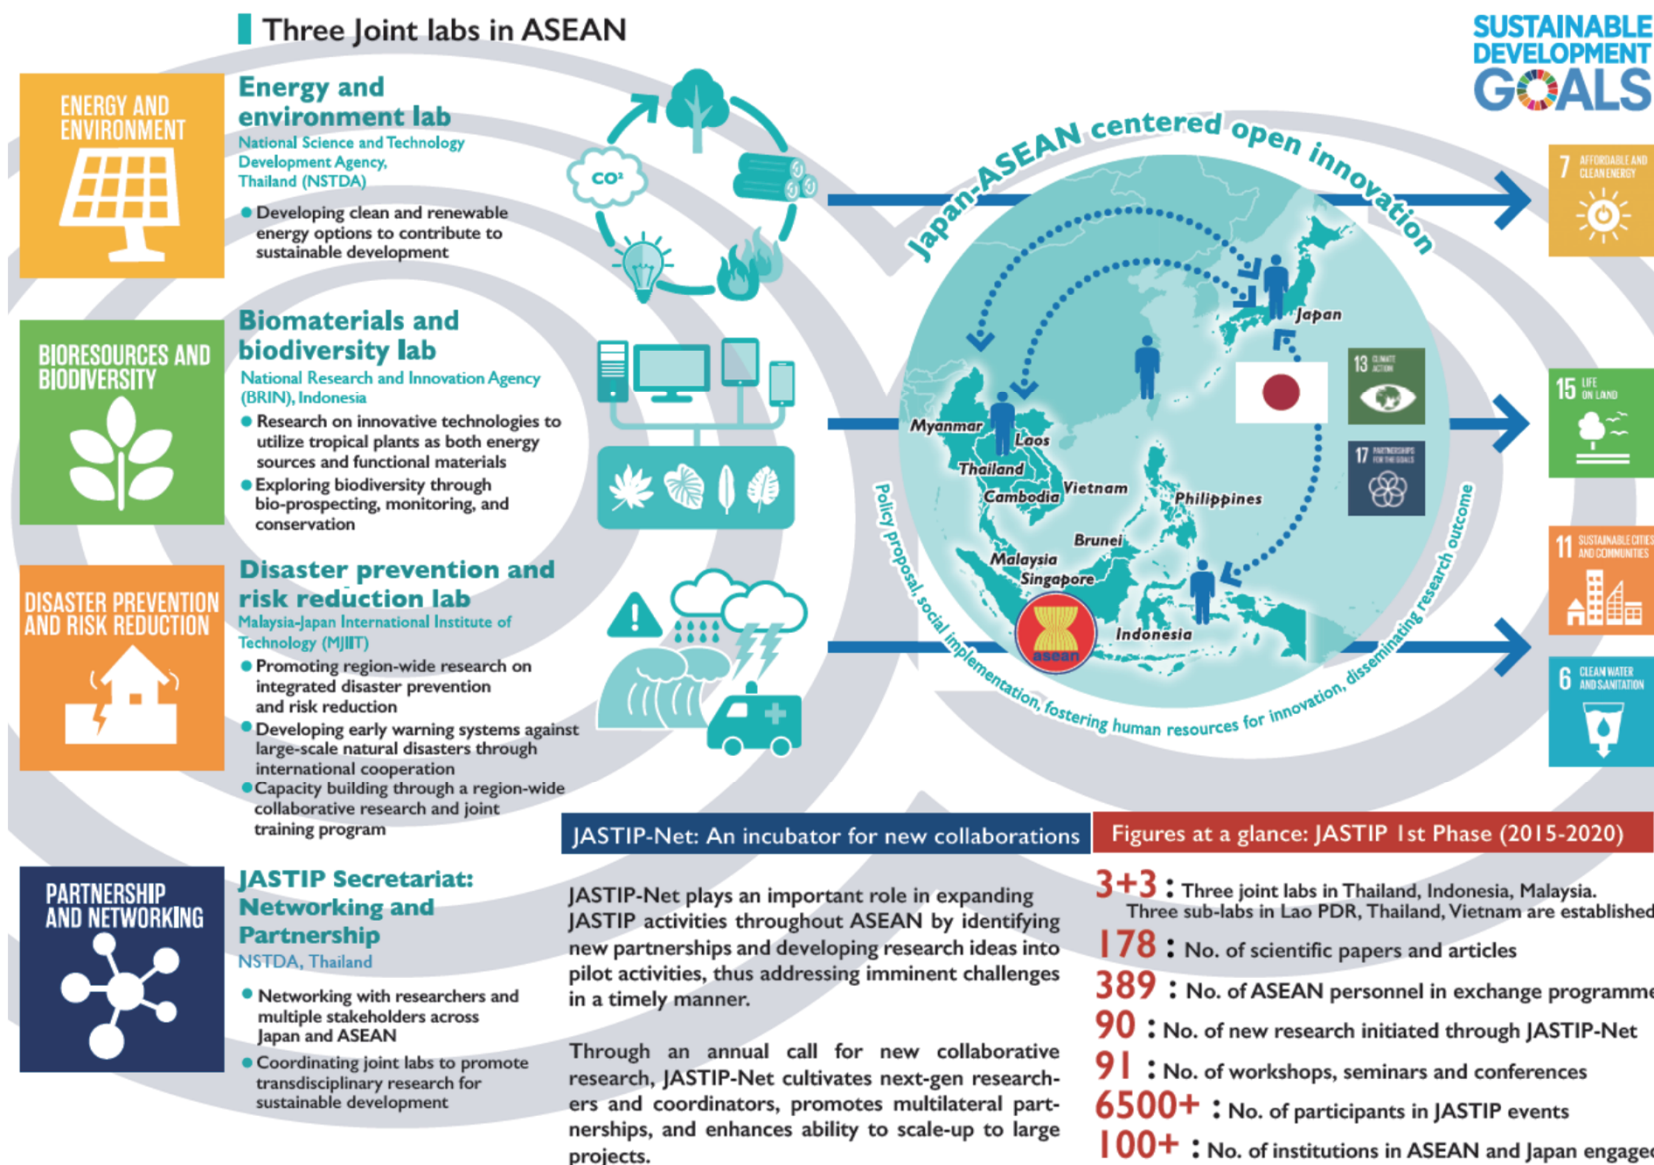 Three Joint labs in ASEAN
SUSTAINABLE
DEVELOPMENT
GOALS
ENERGY AND
ENVIRONMENT
Energy and
environment lab
National Science and Technology
Development Agency,
Thailand (NSTDA)
Developing clean and renewable
energy options to contribute to
sustainable development
CO²
BIORESOURCES AND
BIODIVERSITY
Biomaterials and
biodiversity lab
National Research and Innovation Agency
(BRIN), Indonesia
Research on innovative technologies to
utilize tropical plants as both energy
sources and functional materials
Exploring biodiversity through
bio-prospecting, monitoring, and
conservation
DISASTER PREVENTION
AND RISK REDUCTION
Disaster prevention and
risk reduction lab
Malaysia-Japan International Institute of
Technology (MJIIT)
Promoting region-wide research on
integrated disaster prevention
and risk reduction
Developing early warning systems against
large-scale natural disasters through
international cooperation
Capacity building through a region-wide
collaborative research and joint
training program
PARTNERSHIP
AND NETWORKING
JASTIP Secretariat:
Networking and
Partnership
NSTDA, Thailand
Networking with researchers and
multiple stakeholders across
Japan and ASEAN
Coordinating joint labs to promote
transdisciplinary research for
sustainable development
Japan-ASEAN centered open innovation
Japan
Myanmar
Laos
Thailand
Cambodia
Vietnam
Philippines
Brunei
Malaysia
Singapore
Indonesia
asean
13 CLIMATE
ACTION
17 PARTNERSHIPS
FOR THE GOALS
Policy proposal, social implementation, fostering human resources for innovation, disseminating research outcome
7 AFFORDABLE AND
CLEAN ENERGY
15 LIFE
ON LAND
11 SUSTAINABLE CITIES
AND COMMUNITIES
6 CLEAN WATER
AND SANITATION
JASTIP-Net: An incubator for new collaborations
JASTIP-Net plays an important role in expanding
JASTIP activities throughout ASEAN by identifying
new partnerships and developing research ideas into
pilot activities, thus addressing imminent challenges
in a timely manner.
Through an annual call for new collaborative
research, JASTIP-Net cultivates next-gen research-
ers and coordinators, promotes multilateral part-
nerships, and enhances ability to scale-up to large
projects.
Figures at a glance: JASTIP 1st Phase (2015-2020)
3+3 : Three joint labs in Thailand, Indonesia, Malaysia.
Three sub-labs in Lao PDR, Thailand, Vietnam are established
178 : No. of scientific papers and articles
389 : No. of ASEAN personnel in exchange programme
90 : No. of new research initiated through JASTIP-Net
91 : No. of workshops, seminars and conferences
6500+ : No. of participants in JASTIP events
100+ : No. of institutions in ASEAN and Japan engaged